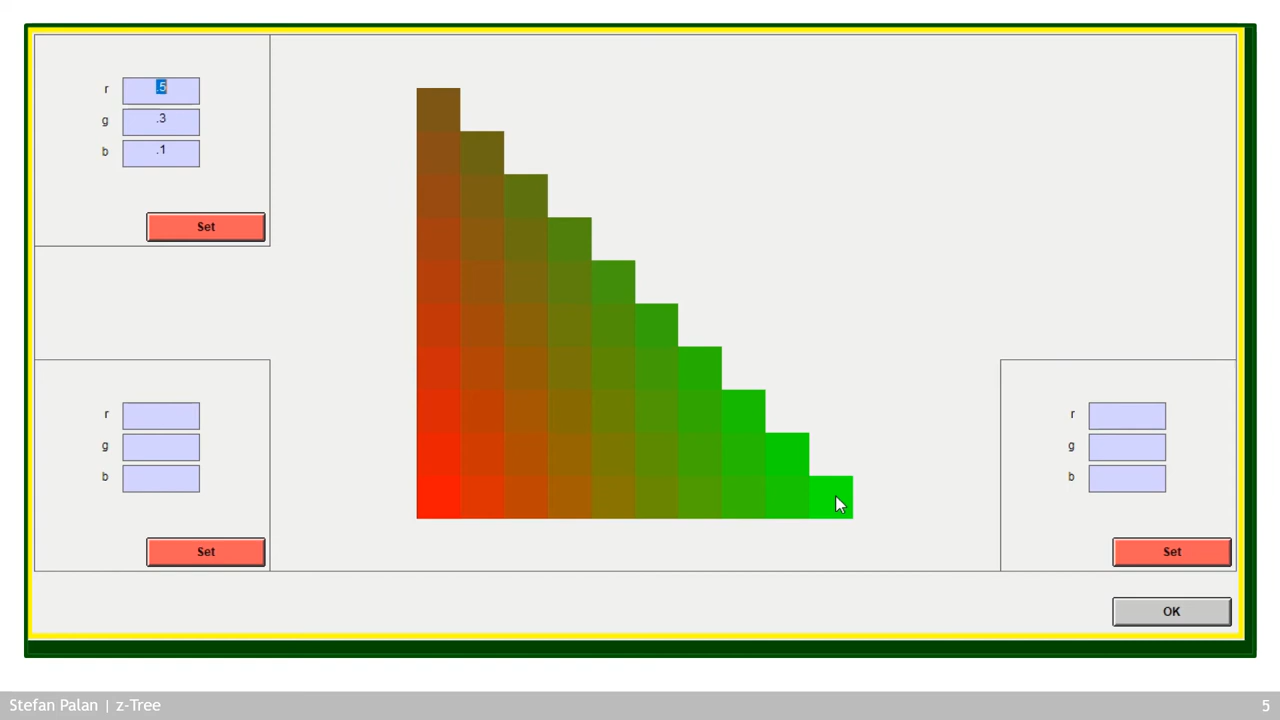 r .5
g .3
b .1
Set
r
g
b
Set
r
g
b
Set
OK
Stefan Palan | z-Tree
5